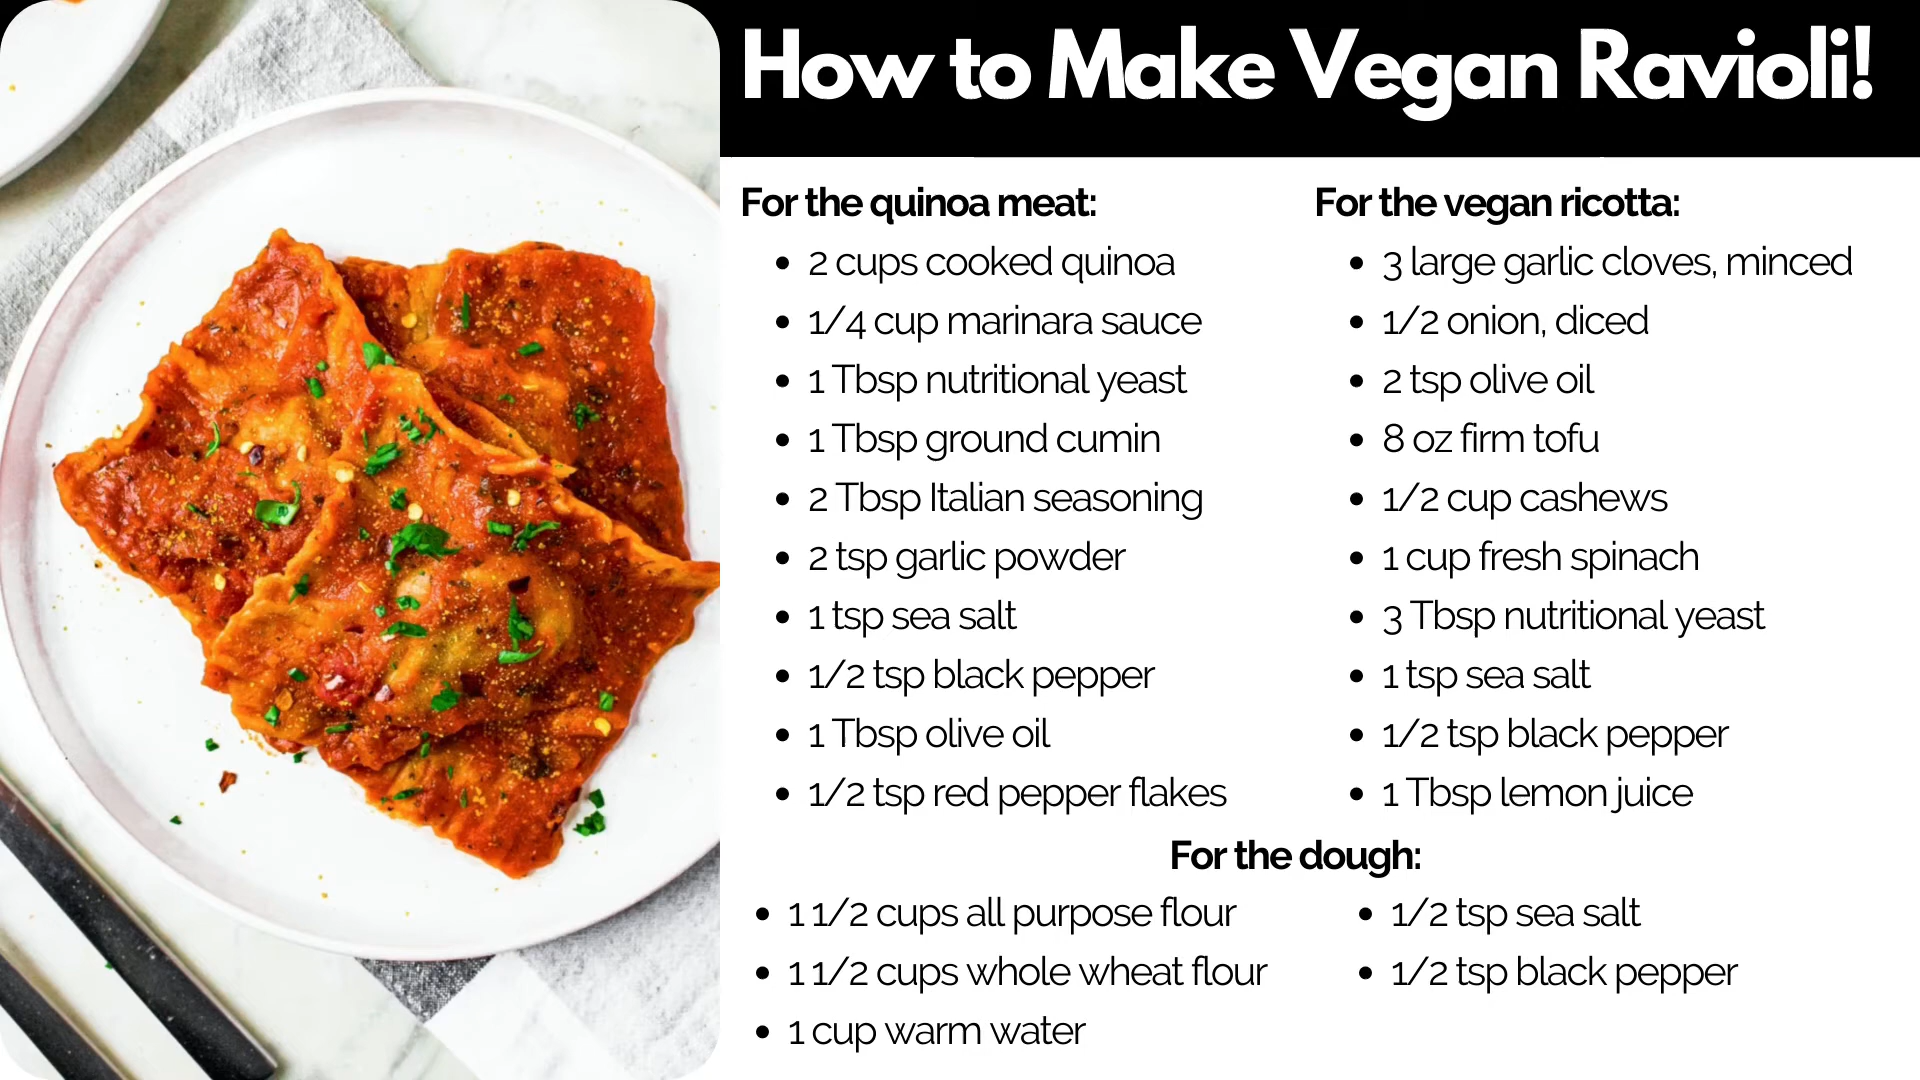 How to Make Vegan Ravioli!
For the quinoa meat:
2 cups cooked quinoa
1/4 cup marinara sauce
1 Tbsp nutritional yeast
1 Tbsp ground cumin
2 Tbsp Italian seasoning
2 tsp garlic powder
1 tsp sea salt
1/2 tsp black pepper
1 Tbsp olive oil
1/2 tsp red pepper flakes
For the vegan ricotta:
3 large garlic cloves, minced
1/2 onion, diced
2 tsp olive oil
8 oz firm tofu
1/2 cup cashews
1 cup fresh spinach
3 Tbsp nutritional yeast
1 tsp sea salt
1/2 tsp black pepper
1 Tbsp lemon juice
For the dough:
1 1/2 cups all purpose flour
1 1/2 cups whole wheat flour
1 cup warm water
1/2 tsp sea salt
1/2 tsp black pepper